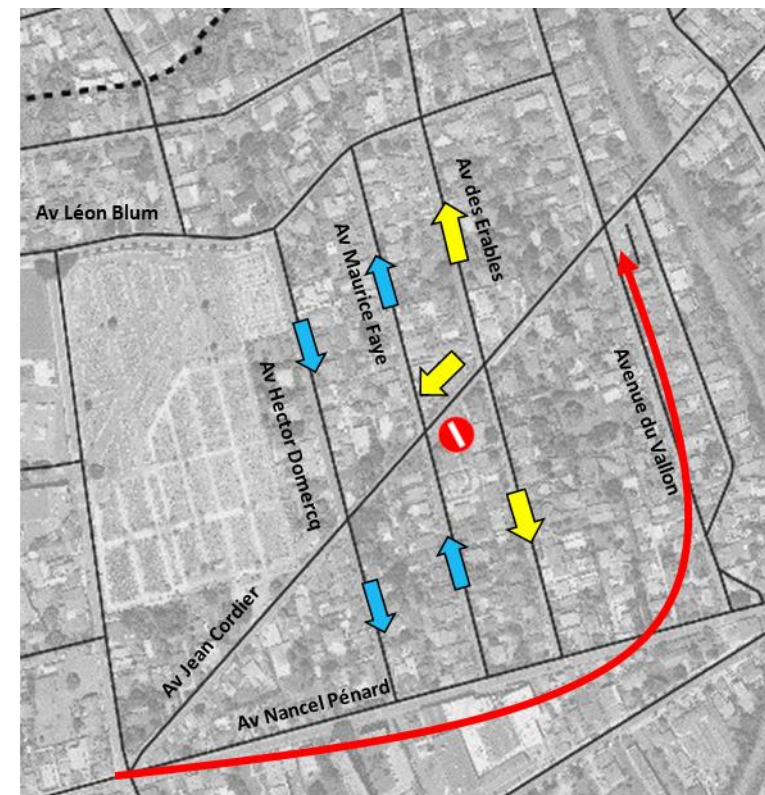 Av Léon Blum
Av des Erables
Av Maurice Faye
Av Hector Domercq
Avenue du Vallon
Av Jean Cordier
Av Nancel Pénard